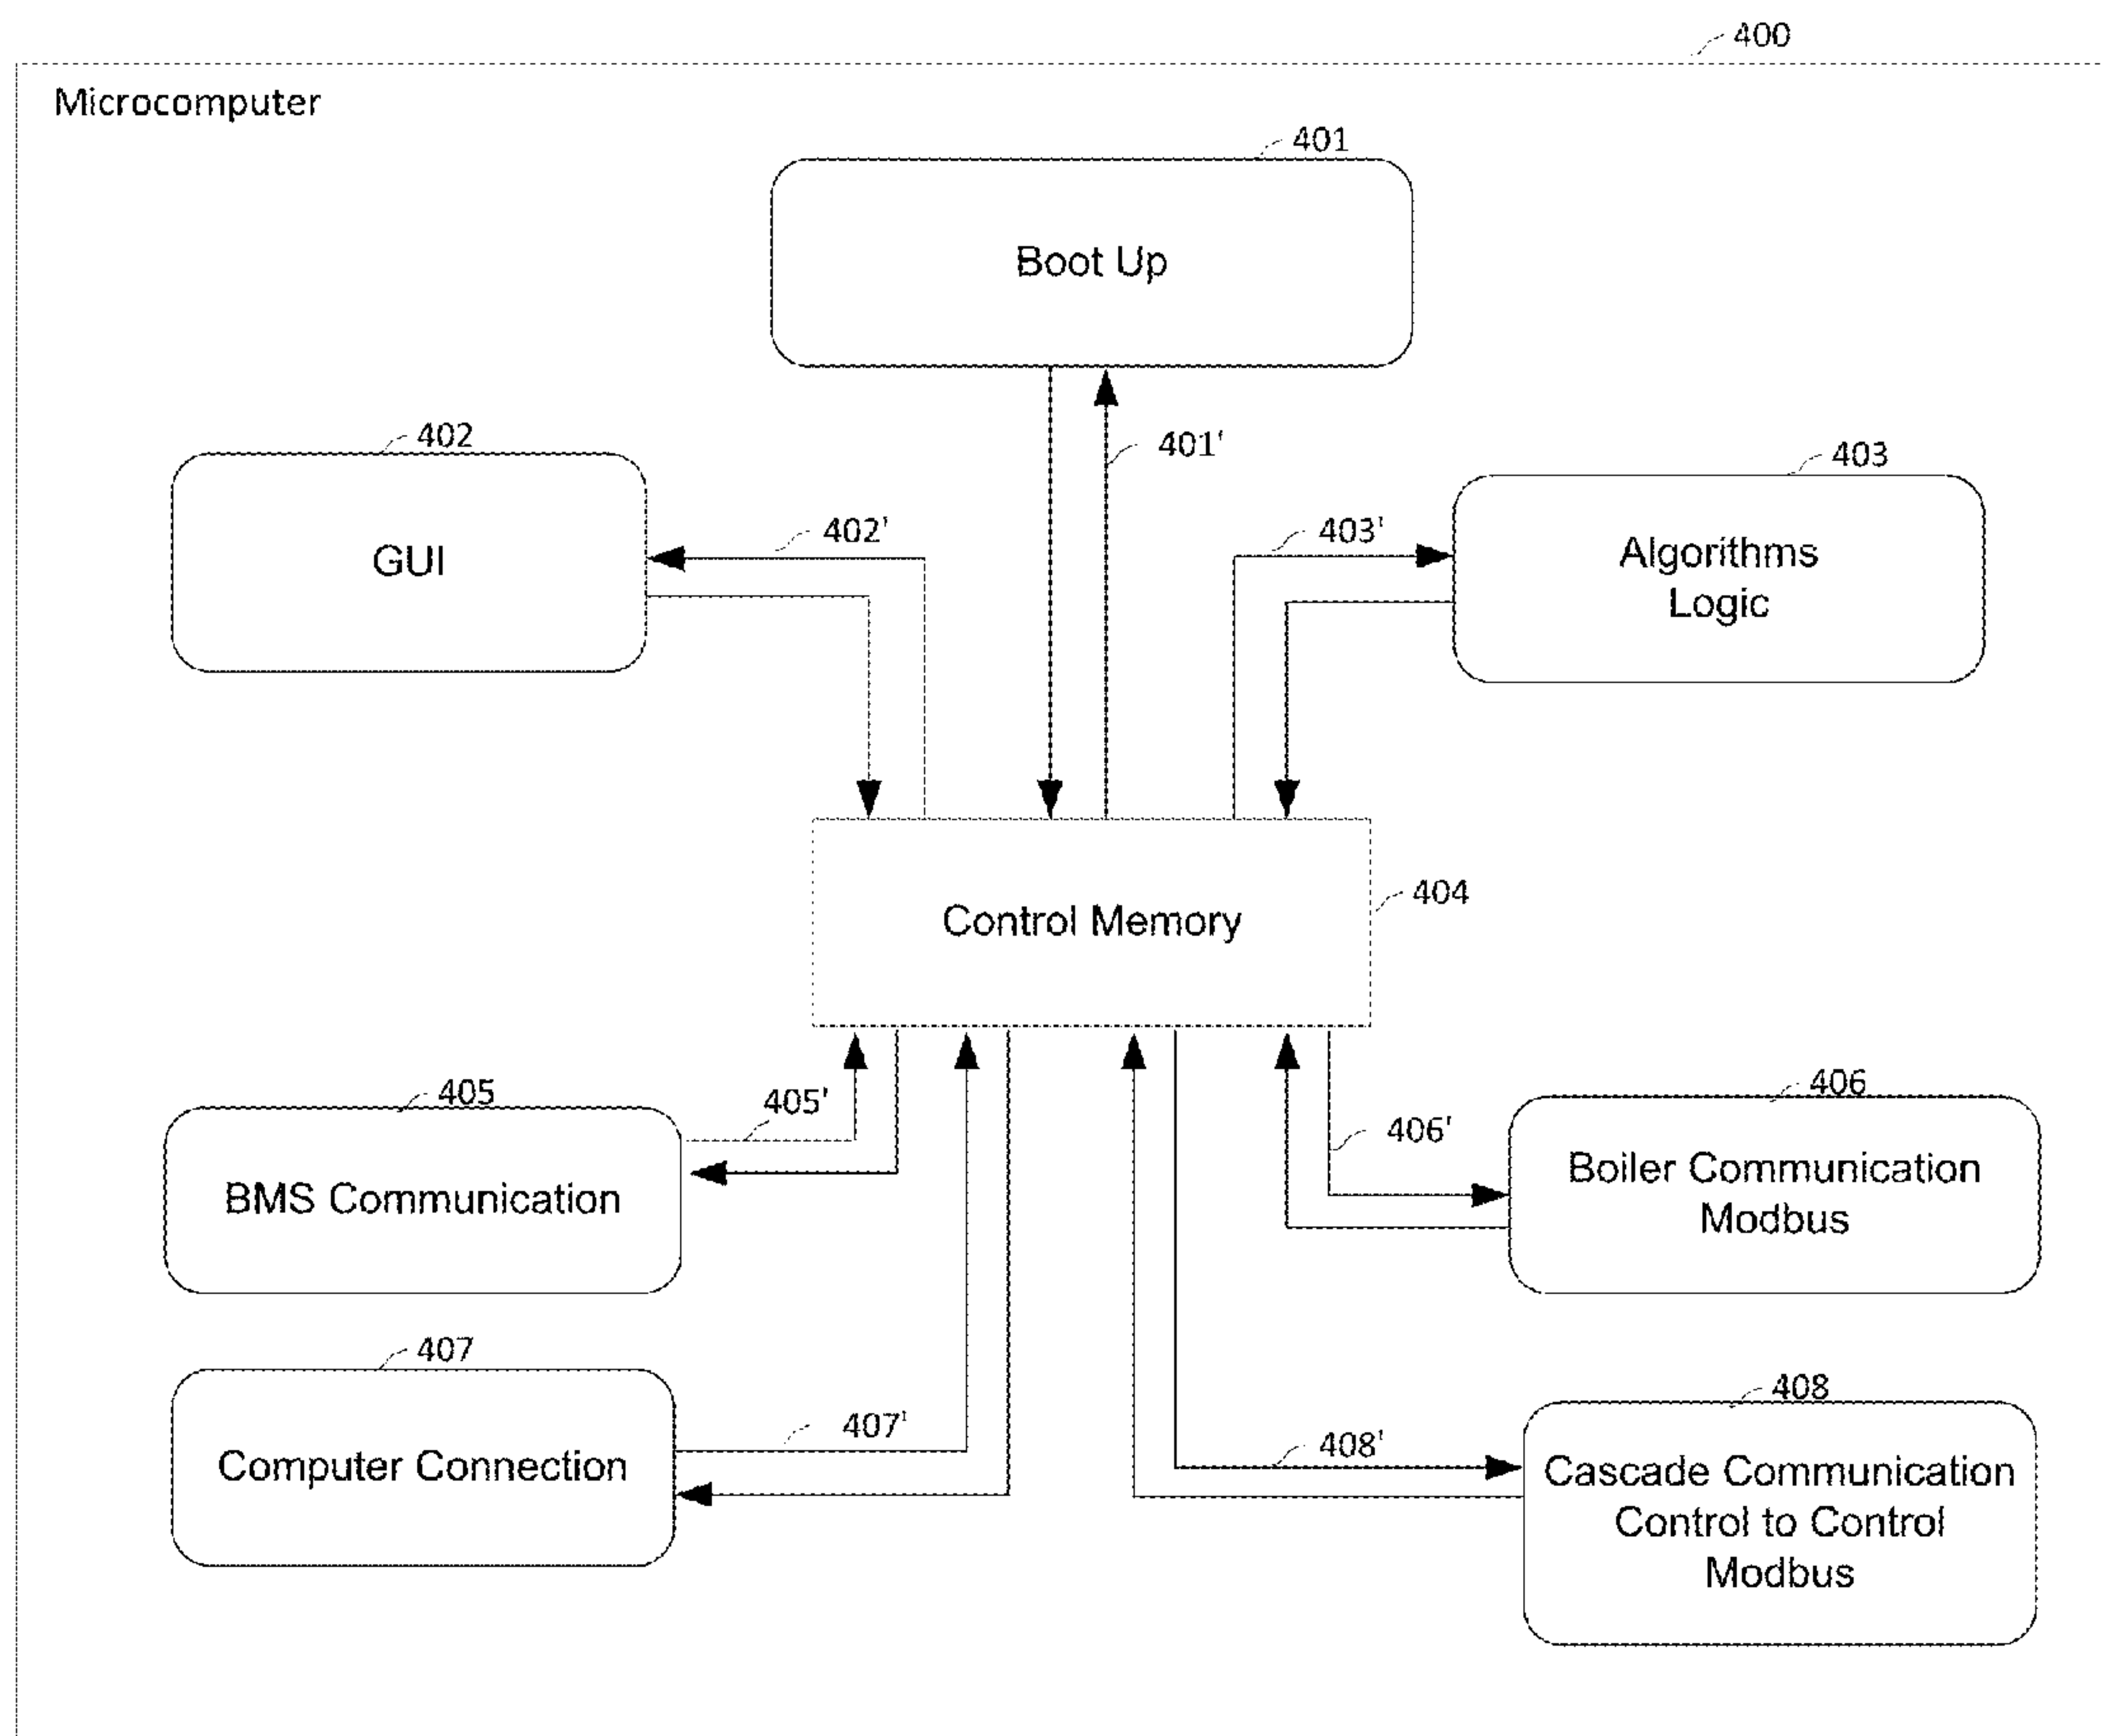 400
Microcomputer
401
Boot Up
401'
402
GUI
402'
403
403'
Algorithms
Logic
Control Memory
404
405
405'
BMS Communication
406
406'
Boiler Communication
Modbus
407
407'
Computer Connection
408
408'
Cascade Communication
Control to Control
Modbus